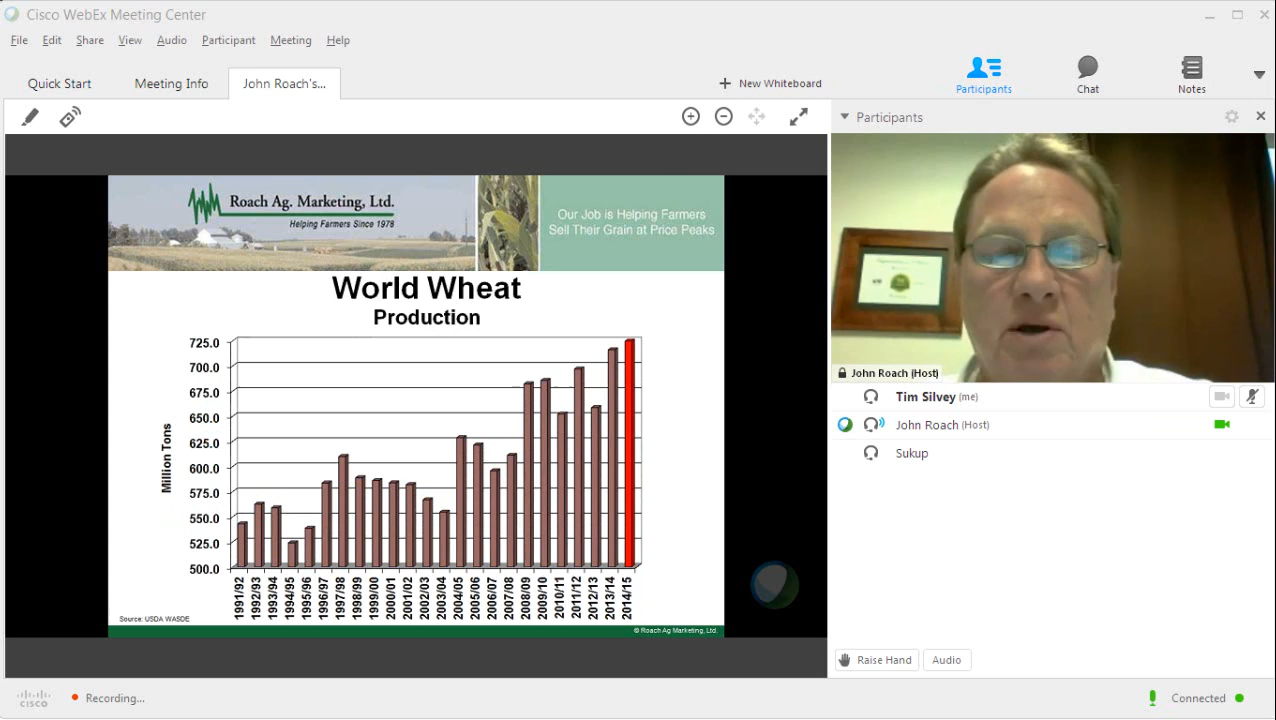 Cisco WebEx Meeting Center
File Edit Share View Audio Participant Meeting Help
Quick Start Meeting Info John Roach's... New Whiteboard
Participants Chat Notes
Participants
Roach Ag. Marketing, Ltd.
Helping Farmers Since 1978
Our Job is Helping Farmers
Sell Their Grain at Price Peaks
World Wheat
Production
Million Tons
725.0
700.0
675.0
650.0
625.0
600.0
575.0
550.0
525.0
500.0
1991/92 1992/93 1993/94 1994/95 1995/96 1996/97 1997/98 1998/99 1999/00 2000/01 2001/02 2002/03 2003/04 2004/05 2005/06 2006/07 2007/08 2008/09 2009/10 2010/11 2011/12 2012/13 2013/14 2014/15
Source: USDA WASDE
© Roach Ag Marketing, Ltd.
John Roach (Host)
Tim Silvey (me)
John Roach (Host)
Sukup
Raise Hand Audio
CISCO
Recording...
Connected